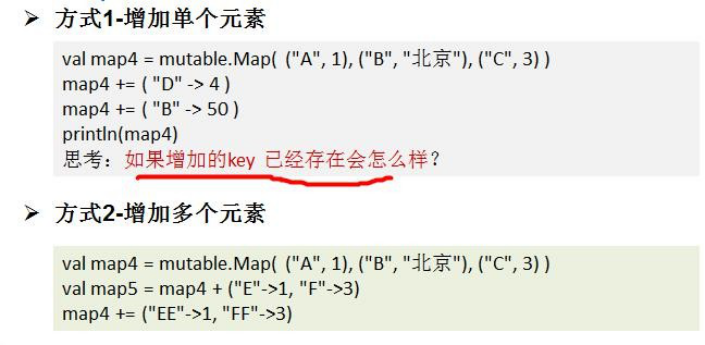 ➤ 方式1-增加单个元素
val map4 = mutable.Map( ("A", 1), ("B", "北京"), ("C", 3) )
map4 += ( "D" -> 4 )
map4 += ( "B" -> 50 )
println(map4)
思考：如果增加的key 已经存在会怎么样?
➤ 方式2-增加多个元素
val map4 = mutable.Map( ("A", 1), ("B", "北京"), ("C", 3) )
val map5 = map4 + ("E"->1, "F"->3)
map4 += ("EE"->1, "FF"->3)